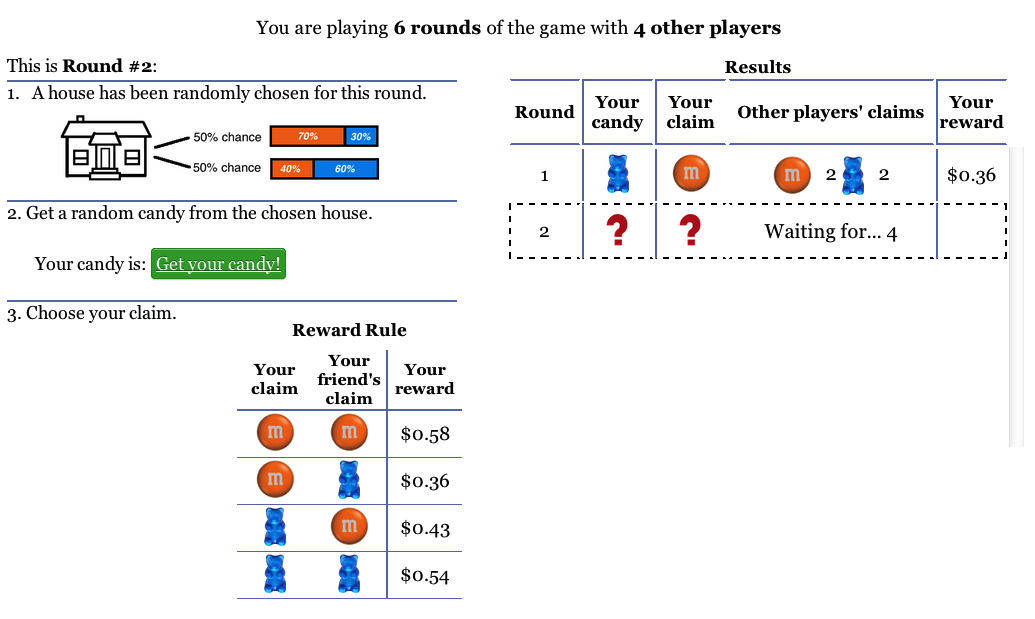 You are playing 6 rounds of the game with 4 other players
This is Round #2:
1. A house has been randomly chosen for this round.
50% chance 70% 30%
50% chance 40% 60%
2. Get a random candy from the chosen house.
Your candy is: Get your candy!
3. Choose your claim.
Reward Rule
Your claim Your friend's claim Your reward
m m $0.58
m $0.36
m $0.43
$0.54
Results
Round Your candy Your claim Other players' claims Your reward
1 m m 2 2 $0.36
2 ? ? Waiting for... 4